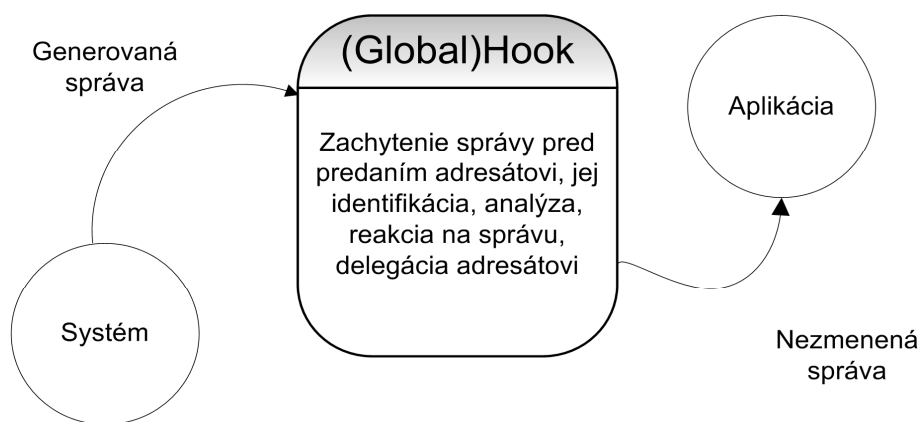 Generovaná
správa
(Global)Hook
Zachytenie správy pred
predaním adresátovi, jej
identifikácia, analýza,
reakcia na správu,
delegácia adresátovi
Aplikácia
Systém
Nezmenená
správa